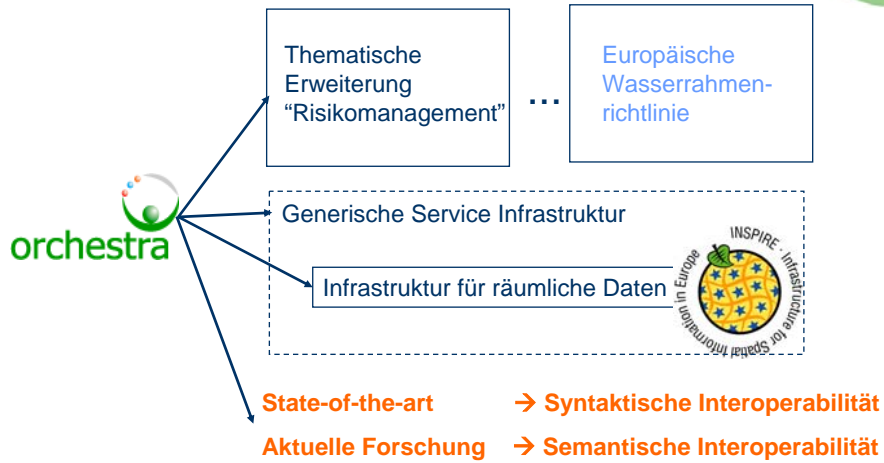 Thematische
Erweiterung
“Risikomanagement”
...
Europäische
Wasserrahmen-
richtlinie
orchestra
Generische Service Infrastruktur
Infrastruktur für räumliche Daten
INSPIRE · Infrastructure for Spatial Information in Europe
State-of-the-art → Syntaktische Interoperabilität
Aktuelle Forschung → Semantische Interoperabilität